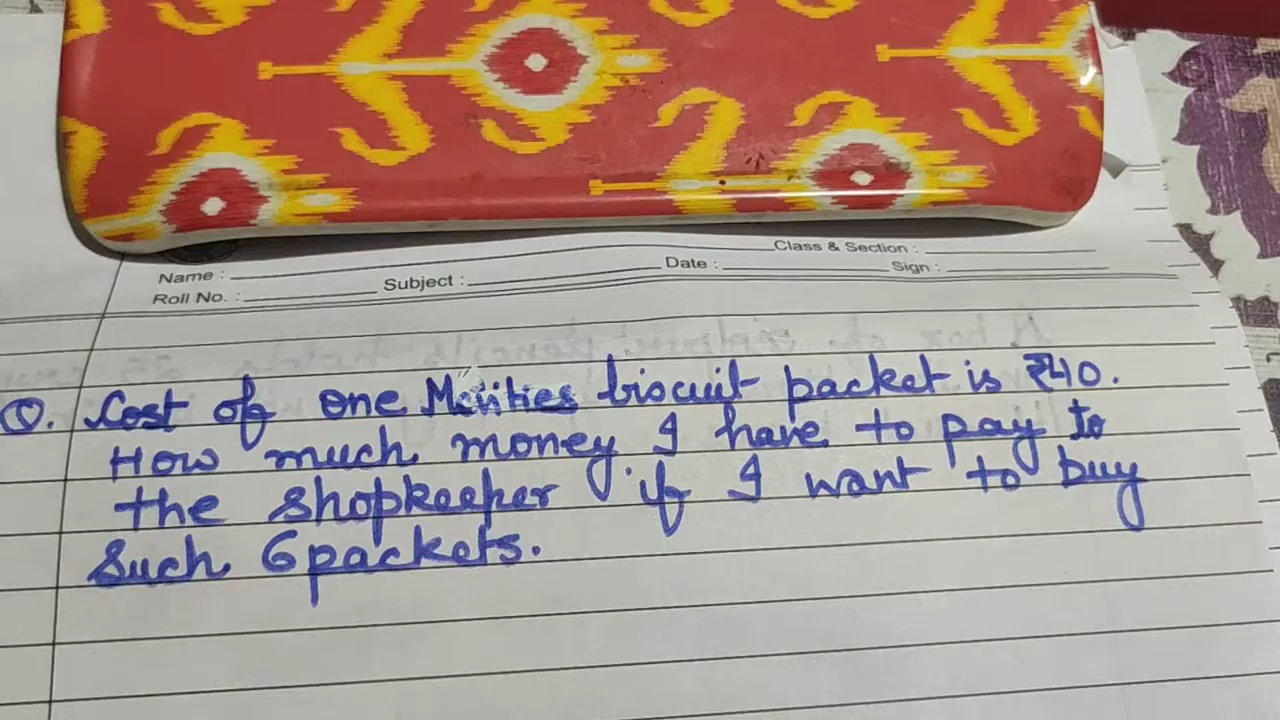 Class & Section :
Name :
Subject :
Date :
Sign :
Roll No. :
Q. Cost of one Mcvities biscuit packet is ₹40.
How much money I have to pay to
the shopkeeper if I want to buy
such 6 packets.